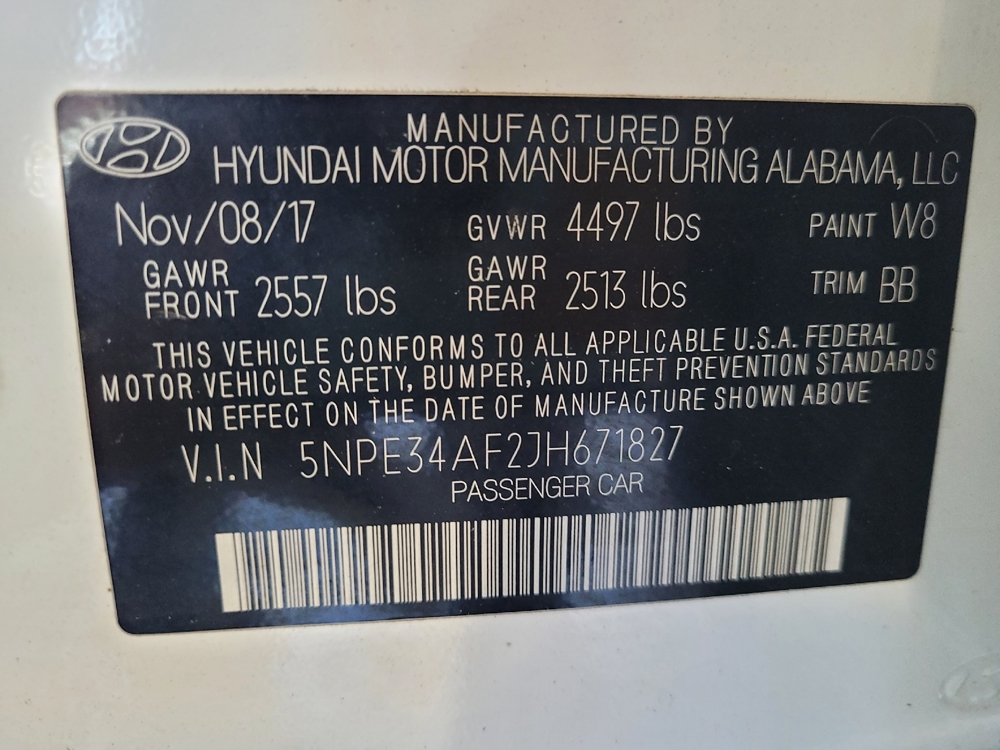 MANUFACTURED BY
HYUNDAI MOTOR MANUFACTURING ALABAMA, LLC
Nov/08/17 GVWR 4497 lbs PAINT W8
GAWR FRONT 2557 lbs GAWR REAR 2513 lbs TRIM BB
THIS VEHICLE CONFORMS TO ALL APPLICABLE U.S.A. FEDERAL
MOTOR VEHICLE SAFETY, BUMPER, AND THEFT PREVENTION STANDARDS
IN EFFECT ON THE DATE OF MANUFACTURE SHOWN ABOVE
V.I.N 5NPE34AF2JH671827
PASSENGER CAR